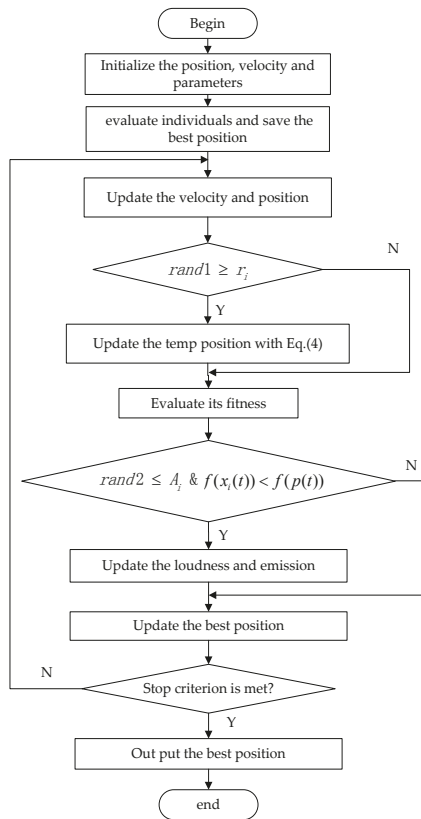 Begin
Initialize the position, velocity and
parameters
evaluate individuals and save the
best position
Update the velocity and position
rand1 ≥ r_i
N
Y
Update the temp position with Eq.(4)
Evaluate its fitness
rand2 ≤ A_i & f(x_i(t)) < f(p(t))
N
Y
Update the loudness and emission
Update the best position
N
Stop criterion is met?
Y
Out put the best position
end